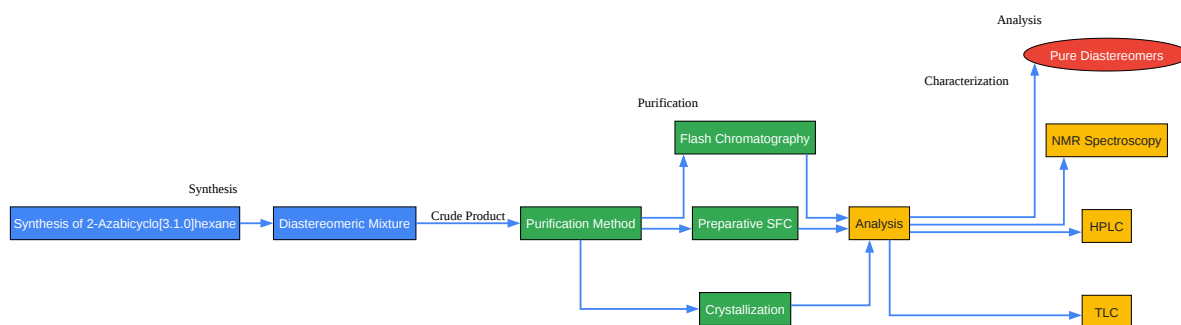 Analysis
Pure Diastereomers
Characterization
Purification
Flash Chromatography
NMR Spectroscopy
Synthesis
Synthesis of 2-Azabicyclo[3.1.0]hexane
Diastereomeric Mixture
Crude Product
Purification Method
Preparative SFC
Analysis
HPLC
Crystallization
TLC